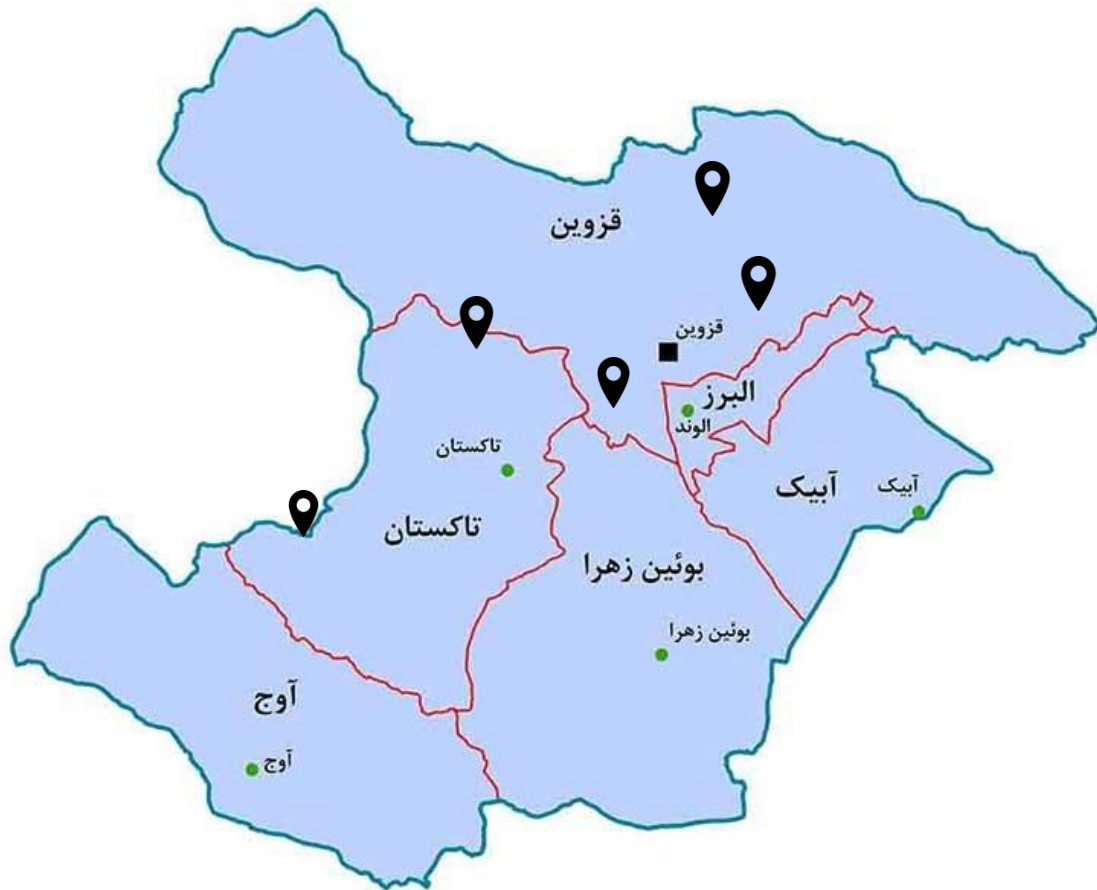 قزوین
قزوین
البرز
الوند
تاکستان
آبیک
آبیک
تاکستان
بوئین زهرا
بوئین زهرا
آوج
آوج